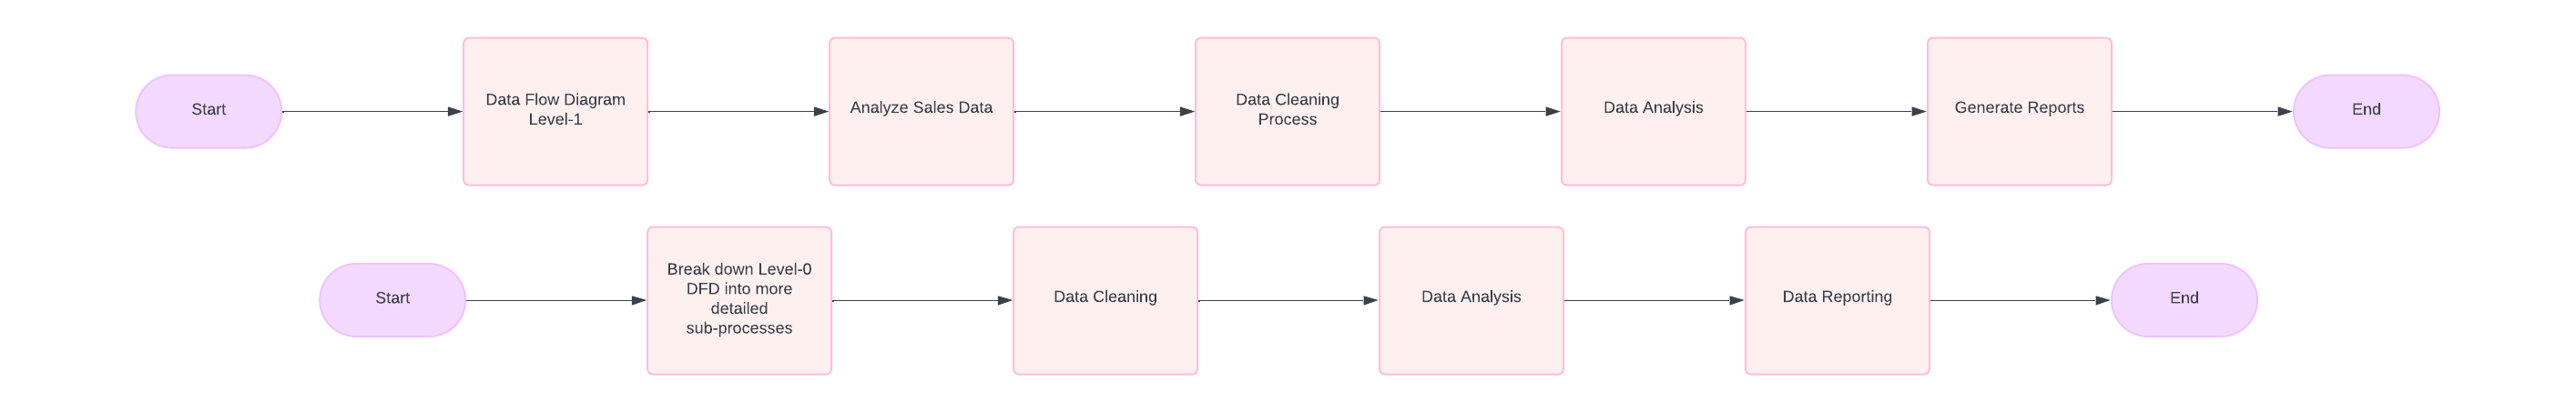 Start
Data Flow Diagram
Level-1
Analyze Sales Data
Data Cleaning
Process
Data Analysis
Generate Reports
End
Start
Break down Level-0
DFD into more
detailed
sub-processes
Data Cleaning
Data Analysis
Data Reporting
End